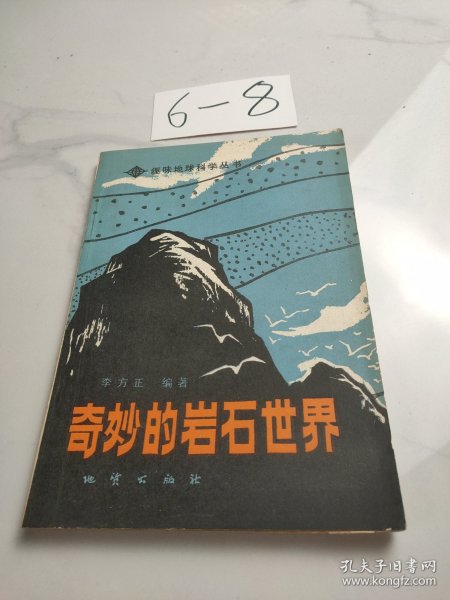 6-8
趣味地球科学丛书
李方正 编著
奇妙的岩石世界
地质出版社
孔夫子旧书网
www.kongfz.com